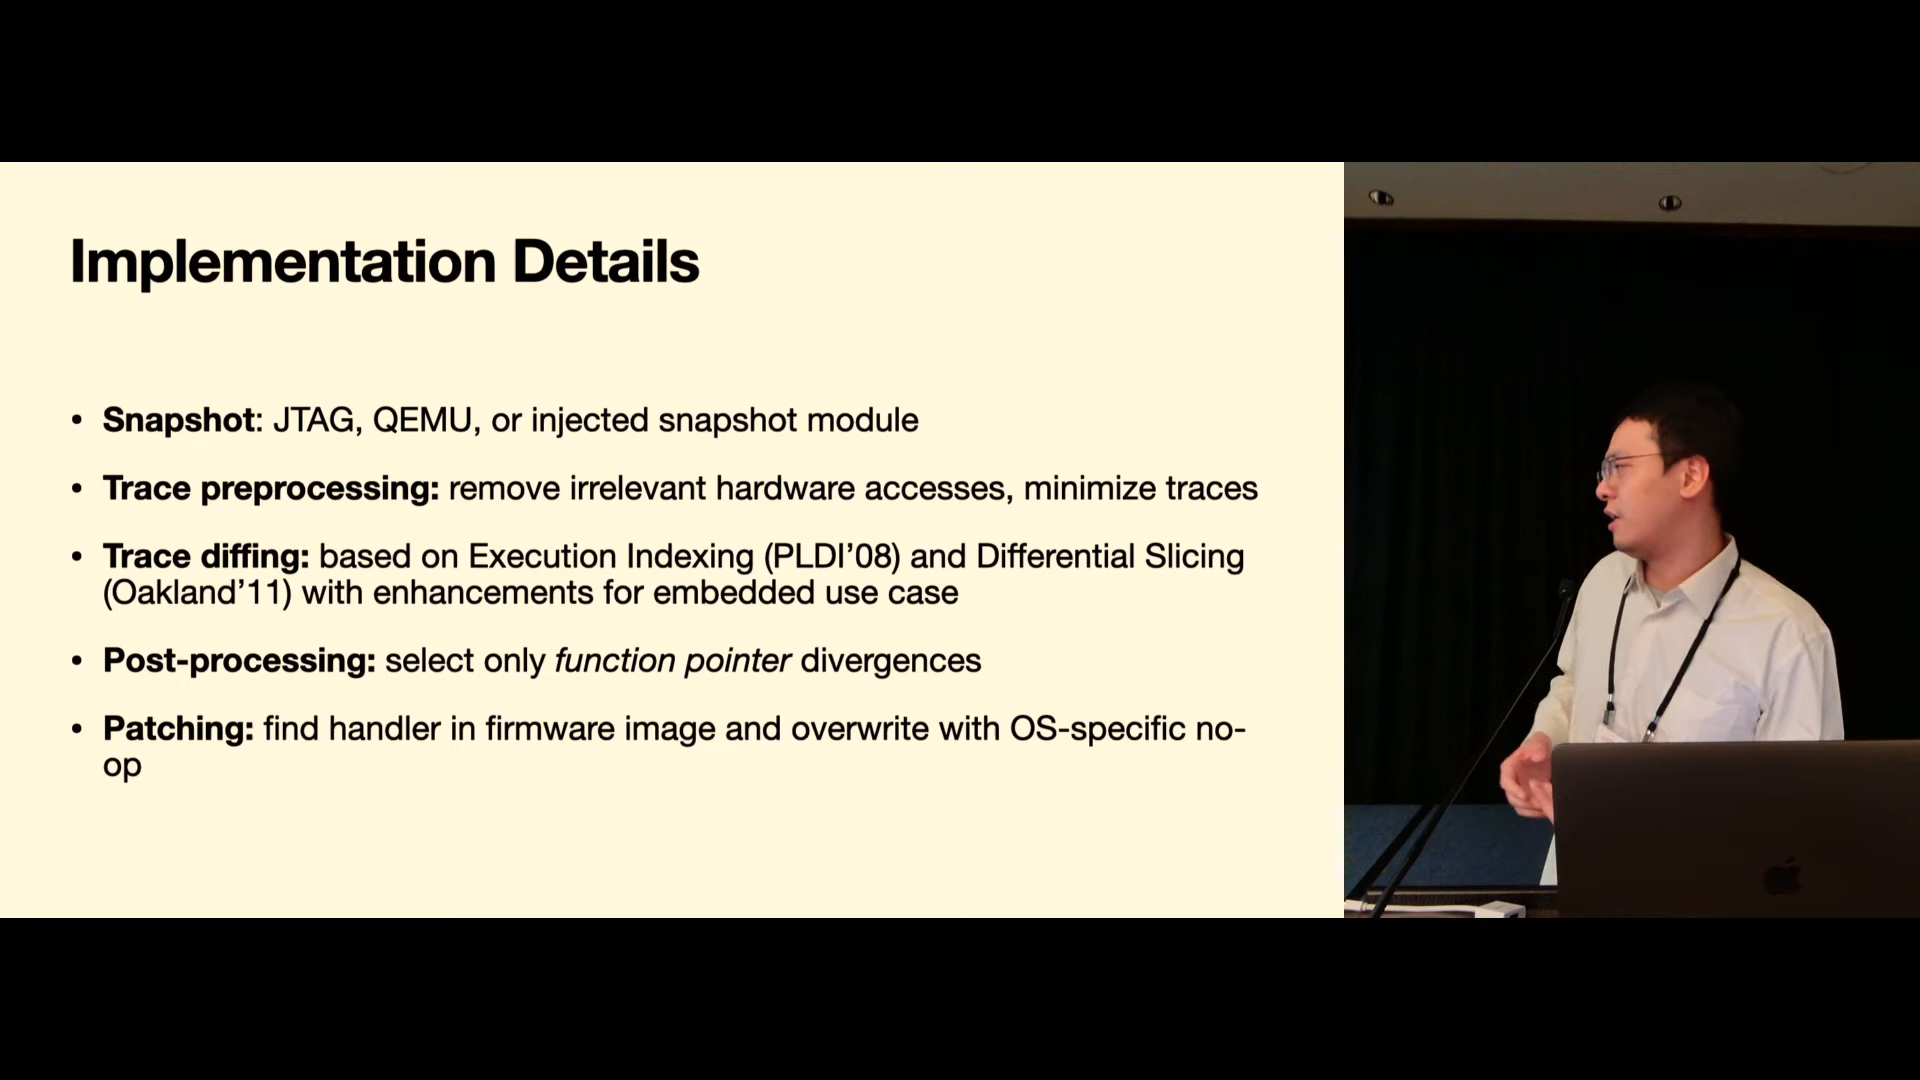 Implementation Details
• Snapshot: JTAG, QEMU, or injected snapshot module
• Trace preprocessing: remove irrelevant hardware accesses, minimize traces
• Trace diffing: based on Execution Indexing (PLDI’08) and Differential Slicing
(Oakland’11) with enhancements for embedded use case
• Post-processing: select only function pointer divergences
• Patching: find handler in firmware image and overwrite with OS-specific no-
op